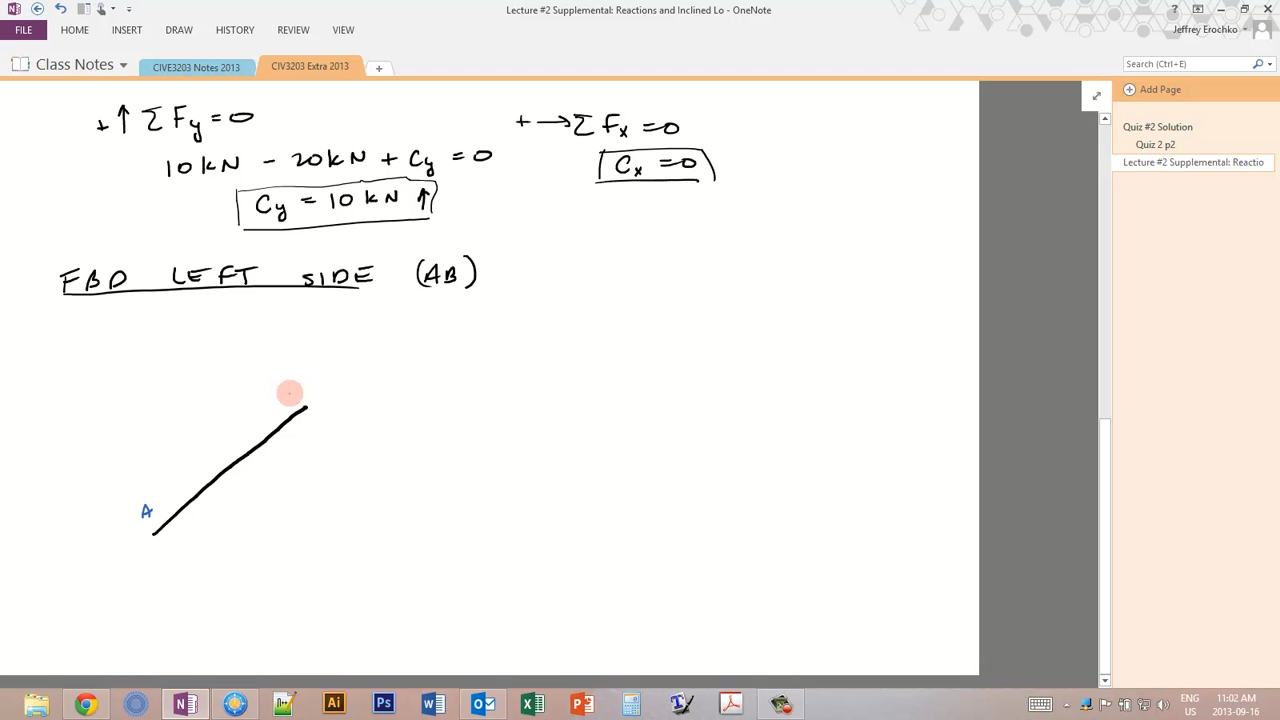 Lecture #2 Supplemental: Reactions and Inclined Lo - OneNote
FILE HOME INSERT DRAW HISTORY REVIEW VIEW
Jeffrey Erochko
Class Notes
CIVE3203 Notes 2013
CIV3203 Extra 2013
Search (Ctrl+E)
Add Page
Quiz #2 Solution
Quiz 2 p2
Lecture #2 Supplemental: Reactio
+ ↑ Σ Fy = 0
10 kN - 20 kN + Cy = 0
Cy = 10 kN ↑
+ → Σ Fx = 0
Cx = 0
FBD LEFT SIDE (AB)
A
ENG
US
11:02 AM
2013-09-16